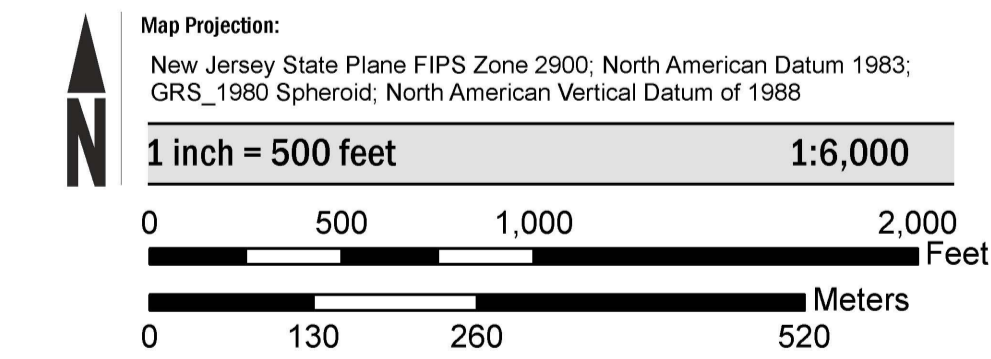 Map Projection:
New Jersey State Plane FIPS Zone 2900; North American Datum 1983;
GRS_1980 Spheroid; North American Vertical Datum of 1988
N
1 inch = 500 feet 1:6,000
0 500 1,000 2,000
Feet
Meters
0 130 260 520